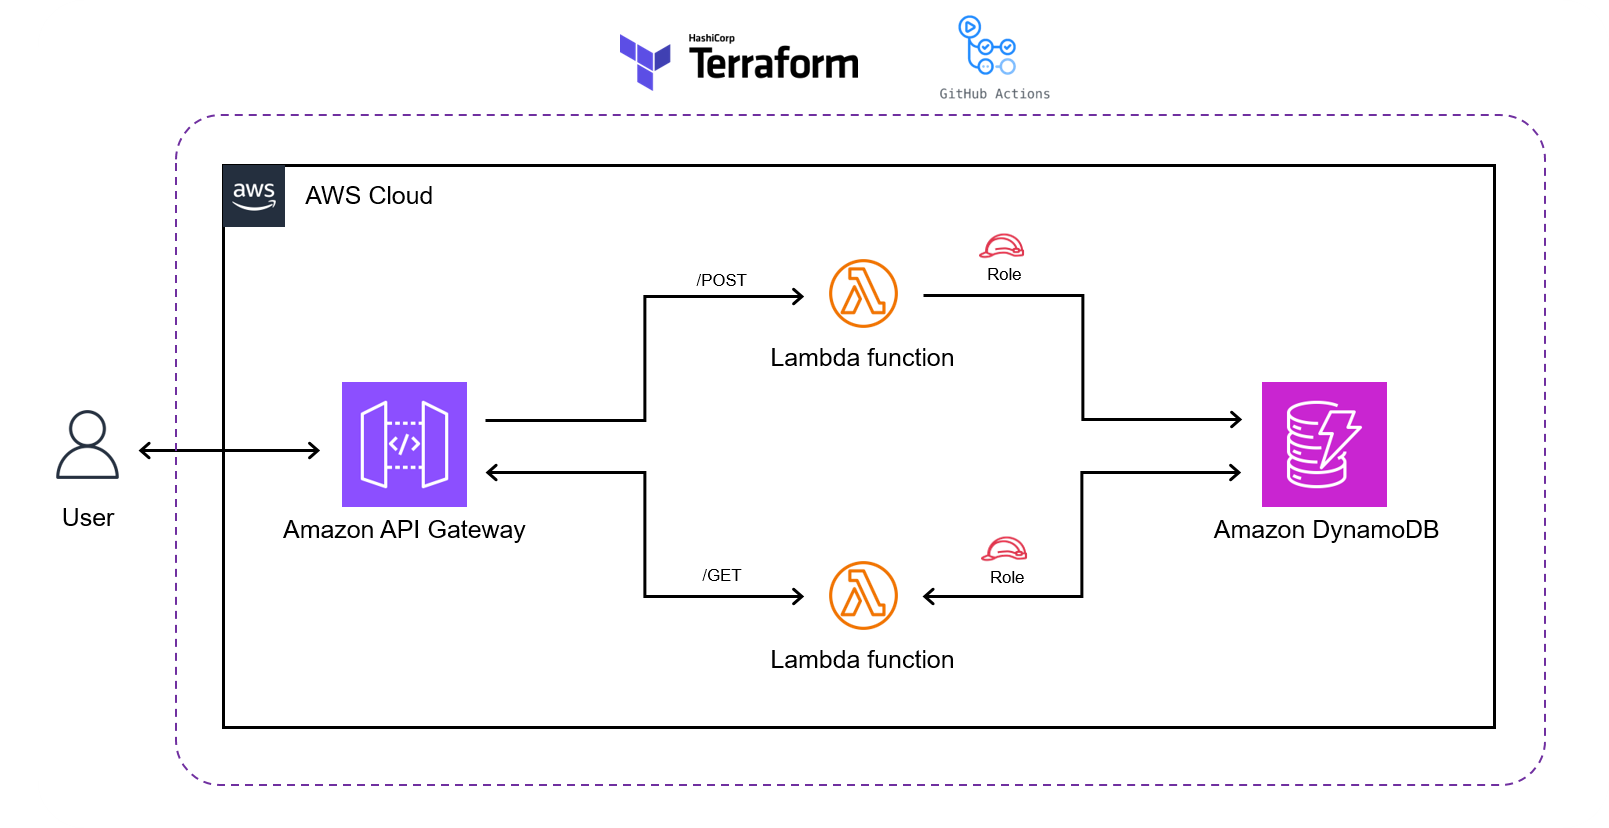 HashiCorp
Terraform
GitHub Actions
aws
AWS Cloud
/POST
Role
Lambda function
</>
User
Amazon API Gateway
Amazon DynamoDB
/GET
Role
Lambda function